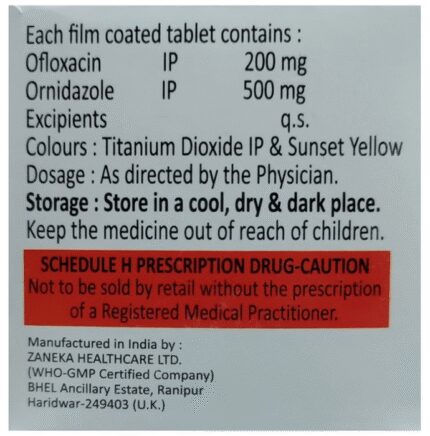 Each film coated tablet contains :
Ofloxacin IP 200 mg
Ornidazole IP 500 mg
Excipients q.s.
Colours : Titanium Dioxide IP & Sunset Yellow
Dosage : As directed by the Physician.
Storage : Store in a cool, dry & dark place.
Keep the medicine out of reach of children.
SCHEDULE H PRESCRIPTION DRUG-CAUTION
Not to be sold by retail without the prescription
of a Registered Medical Practitioner.
Manufactured in India by :
ZANEKA HEALTHCARE LTD.
(WHO-GMP Certified Company)
BHEL Ancillary Estate, Ranipur
Haridwar-249403 (U.K.)